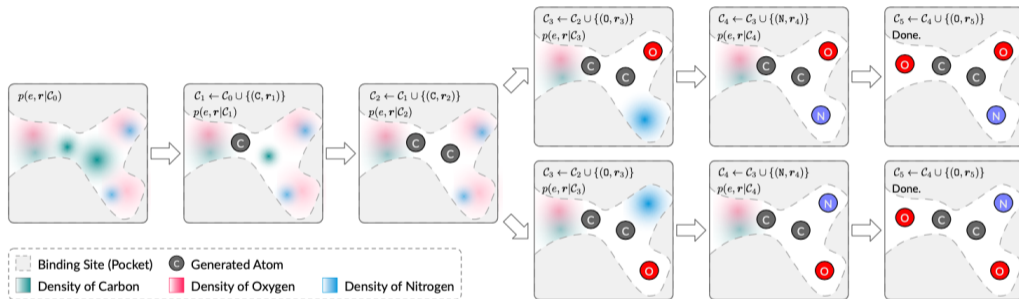 p(e, r|C₀)
C₁ ← C₀ ∪ {(C, r₁)}
p(e, r|C₁)
C
C₂ ← C₁ ∪ {(C, r₂)}
p(e, r|C₂)
C
C
C₃ ← C₂ ∪ {(O, r₃)}
p(e, r|C₃)
O
C
C
C₄ ← C₃ ∪ {(N, r₄)}
p(e, r|C₄)
O
C
C
N
C₅ ← C₄ ∪ {(O, r₅)}
Done.
O
O
C
C
N
C₃ ← C₂ ∪ {(O, r₃)}
p(e, r|C₃)
C
C
O
C₄ ← C₃ ∪ {(N, r₄)}
p(e, r|C₄)
N
C
C
O
C₅ ← C₄ ∪ {(O, r₅)}
Done.
N
O
C
C
O
Binding Site (Pocket)
C
Generated Atom
Density of Carbon
Density of Oxygen
Density of Nitrogen